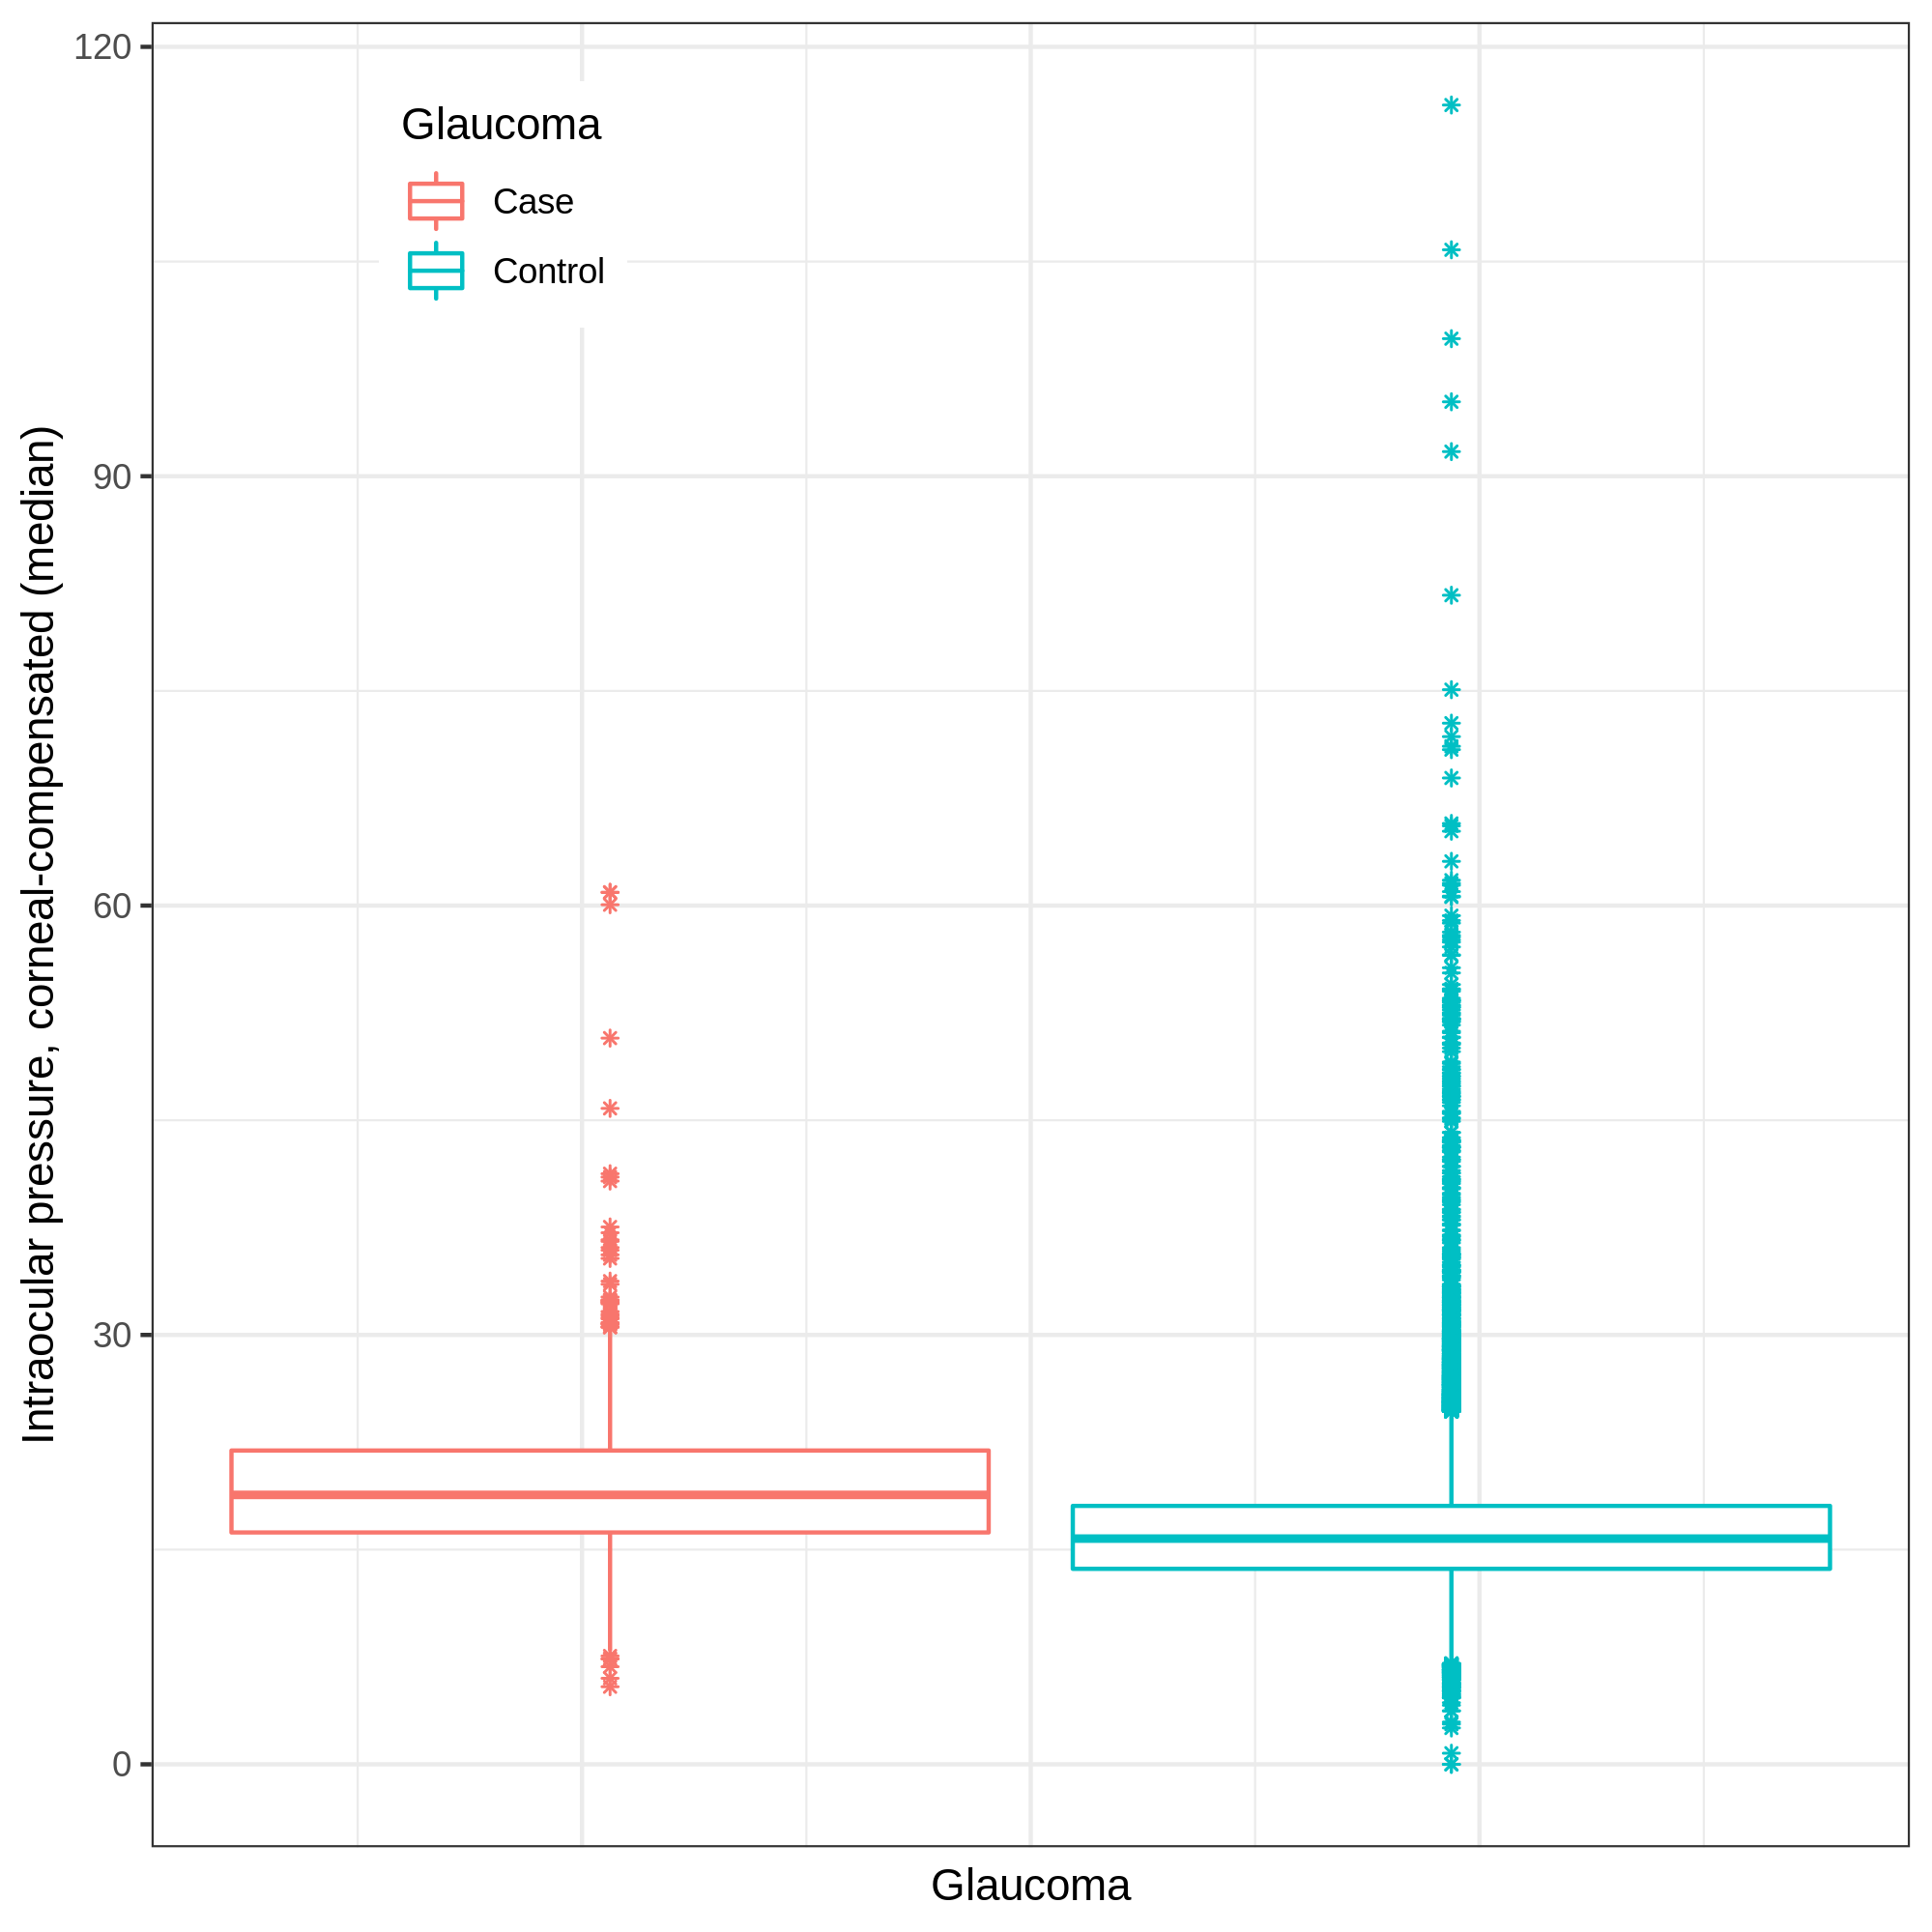 Glaucoma
Case
Control
120
90
60
30
0
Intraocular pressure, corneal-compensated (median)
Glaucoma